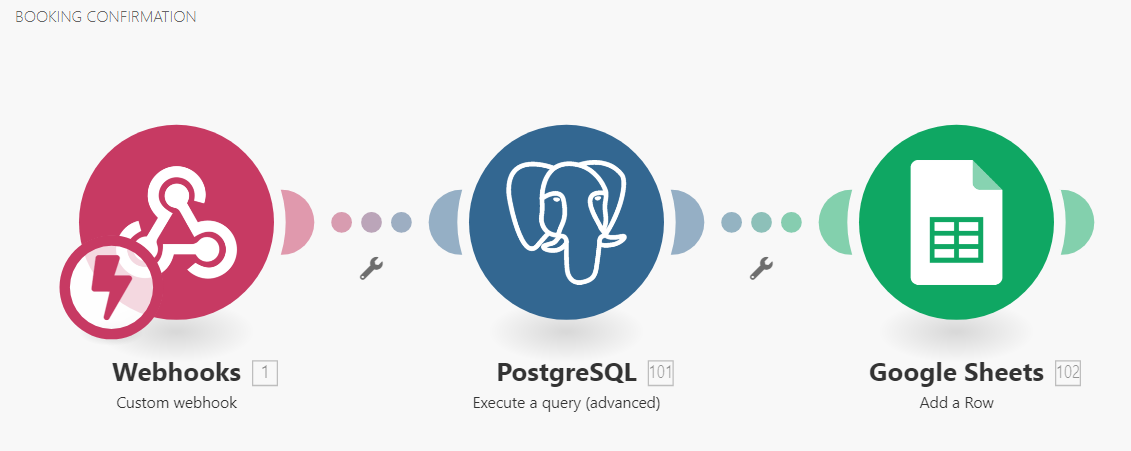 BOOKING CONFIRMATION
Webhooks 1
Custom webhook
PostgreSQL 101
Execute a query (advanced)
Google Sheets 102
Add a Row